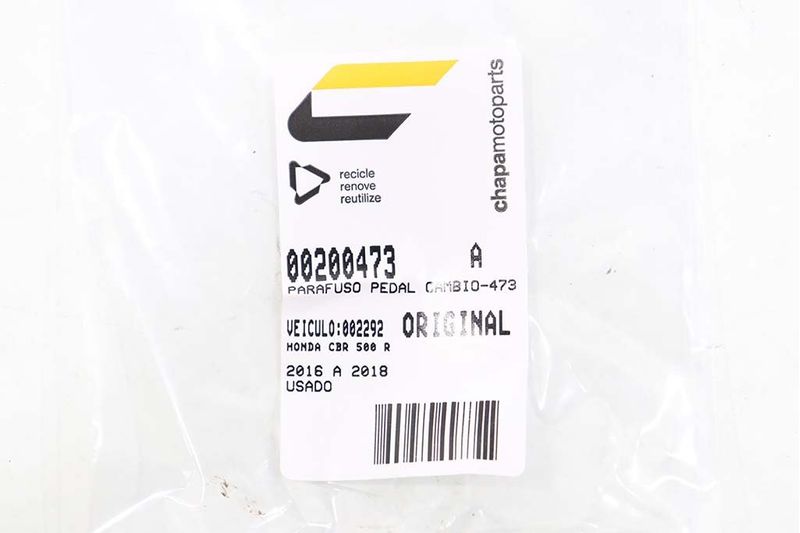 chapamotoparts
recicle
renove
reutilize
00200473 A
PARAFUSO PEDAL CAMBIO-473
VEICULO:002292 ORIGINAL
HONDA CBR 500 R
2016 A 2018
USADO